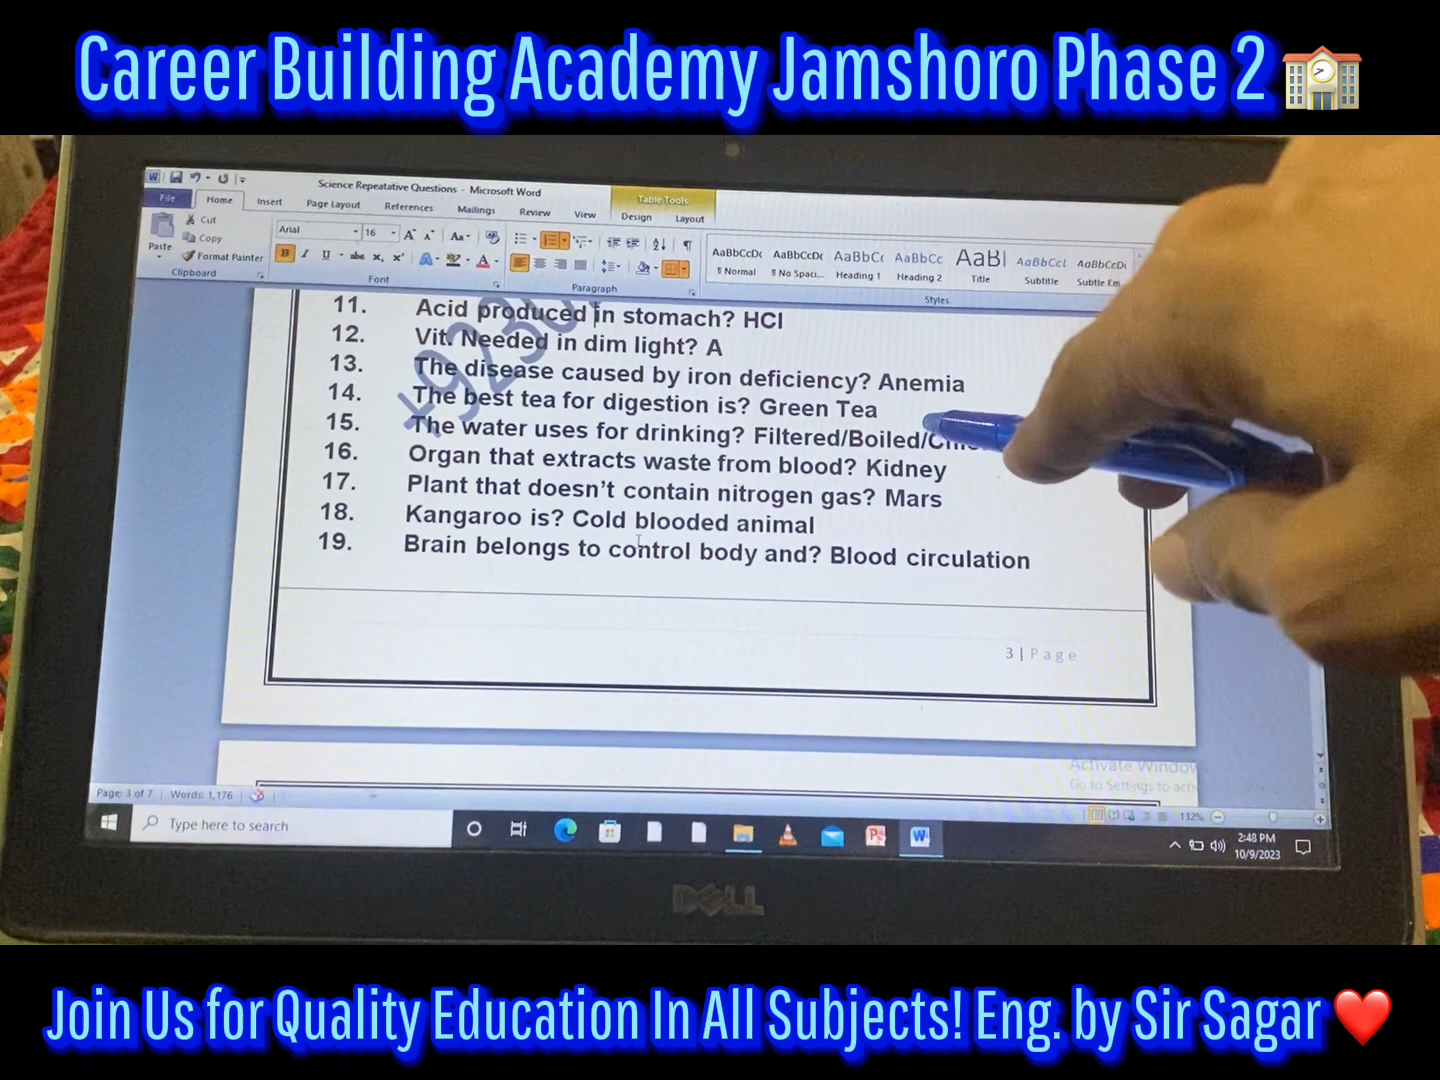 Career Building Academy Jamshoro Phase 2
Science Repeatative Questions - Microsoft Word
Table Tools
File Home Insert Page Layout References Mailings Review View Design Layout
Paste
Cut
Copy
Format Painter
Clipboard
Arial 16
Font
Paragraph
AaBbCcDc AaBbCcDc AaBbCc AaBbCc AaBl AaBbCcl AaBbCcDc
¶ Normal ¶ No Spaci... Heading 1 Heading 2 Title Subtitle Subtle Em
Styles
+923
11. Acid produced in stomach? HCl
12. Vit. Needed in dim light? A
13. The disease caused by iron deficiency? Anemia
14. The best tea for digestion is? Green Tea
15. The water uses for drinking? Filtered/Boiled/
16. Organ that extracts waste from blood? Kidney
17. Plant that doesn't contain nitrogen gas? Mars
18. Kangaroo is? Cold blooded animal
19. Brain belongs to control body and? Blood circulation
3 | Page
Activate Window
Go to Settings to acti
Page: 3 of 7 Words: 1,176
132%
Type here to search
2:48 PM
10/9/2023
DELL
Join Us for Quality Education In All Subjects! Eng. by Sir Sagar